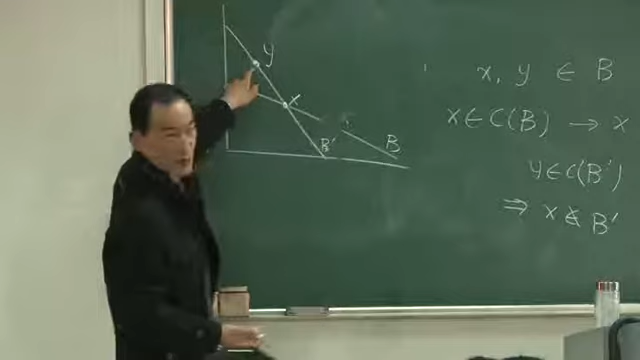 y
x
B'
B
x, y ∈ B
x ∈ C(B) → x
y ∈ C(B')
⇒ x ∉ B'